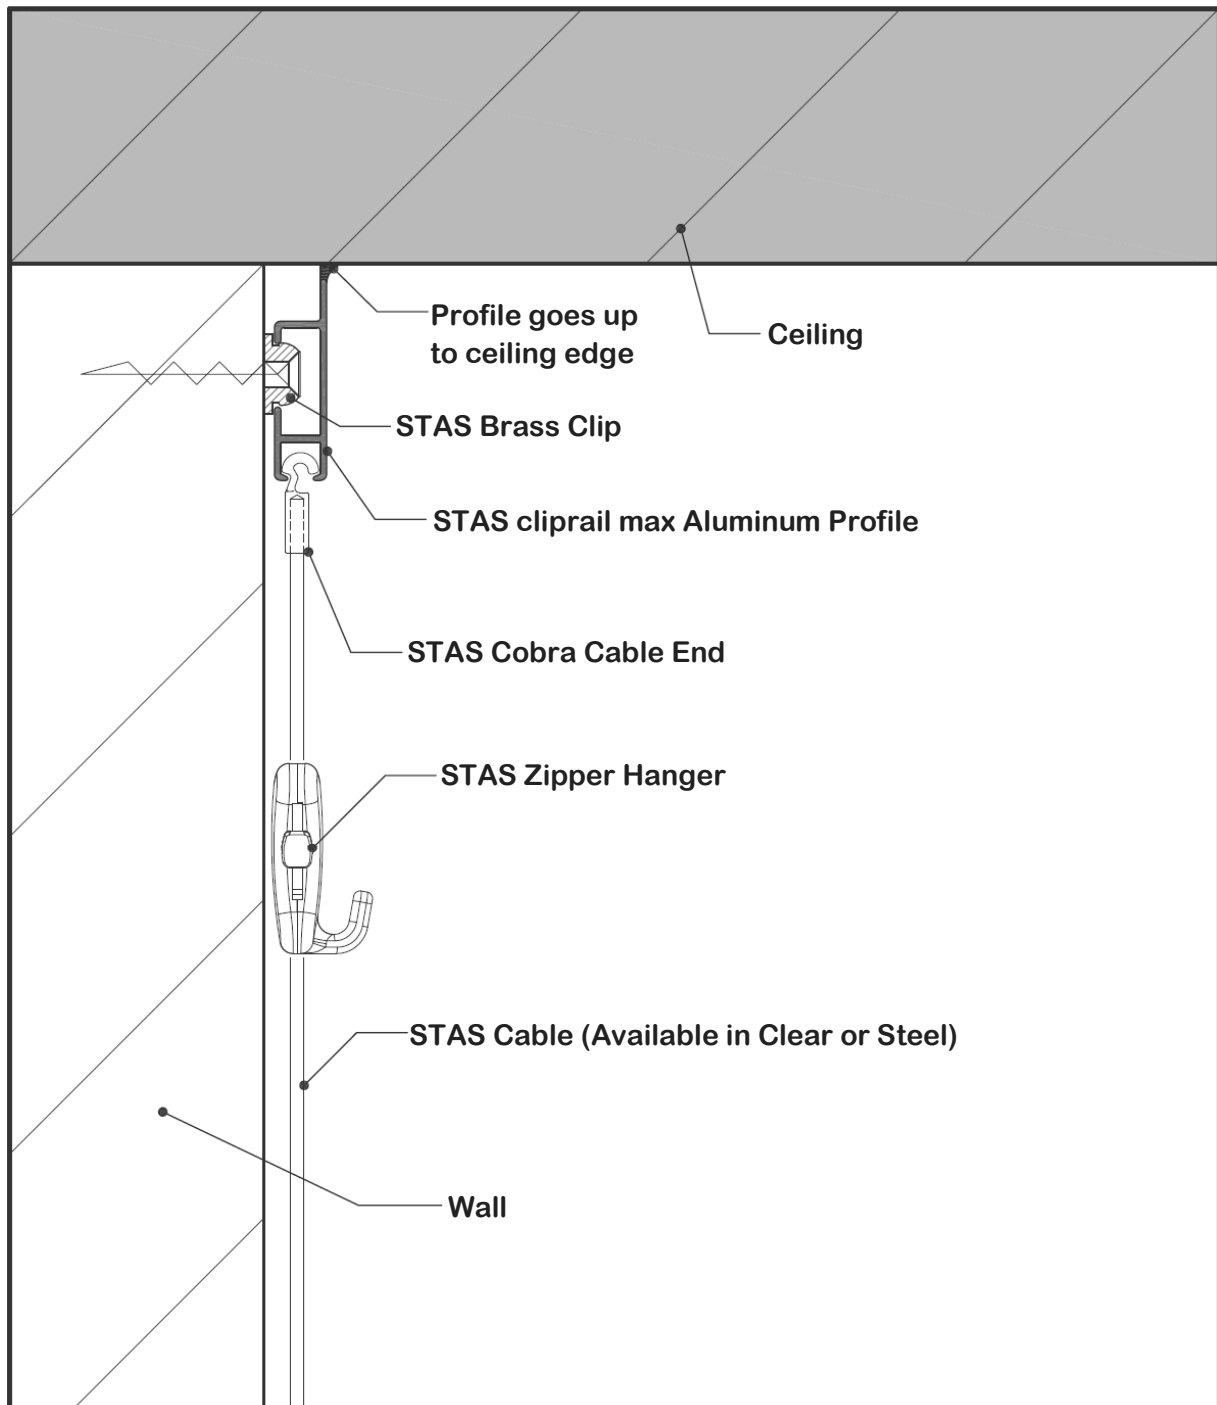 Profile goes up
to ceiling edge
Ceiling
STAS Brass Clip
STAS cliprail max Aluminum Profile
STAS Cobra Cable End
STAS Zipper Hanger
STAS Cable (Available in Clear or Steel)
Wall